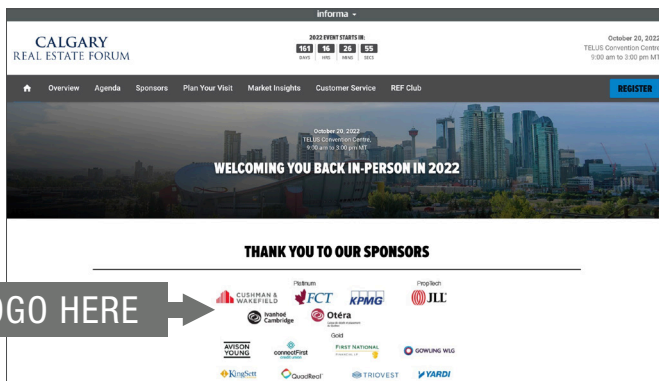 informa
CALGARY
REAL ESTATE FORUM
2022 EVENT STARTS IN:
161 16 26 55
DAYS HRS MINS SECS
October 20, 2022
TELUS Convention Centre
9:00 am to 3:00 pm MT
Overview Agenda Sponsors Plan Your Visit Market Insights Customer Service REF Club REGISTER
October 20, 2022
TELUS Convention Centre,
9:00 am to 3:00 pm MT
WELCOMING YOU BACK IN-PERSON IN 2022
THANK YOU TO OUR SPONSORS
Platinum PropTech
CUSHMAN &
WAKEFIELD
FCT KPMG JLL
OGO HERE
Ivanhoé
Cambridge
Otéra
Gold
AVISON
YOUNG
connectFirst
credit union
FIRST NATIONAL
FINANCIAL LP
GOWLING WLG
KingSett QuadReal TRIOVEST YARDI